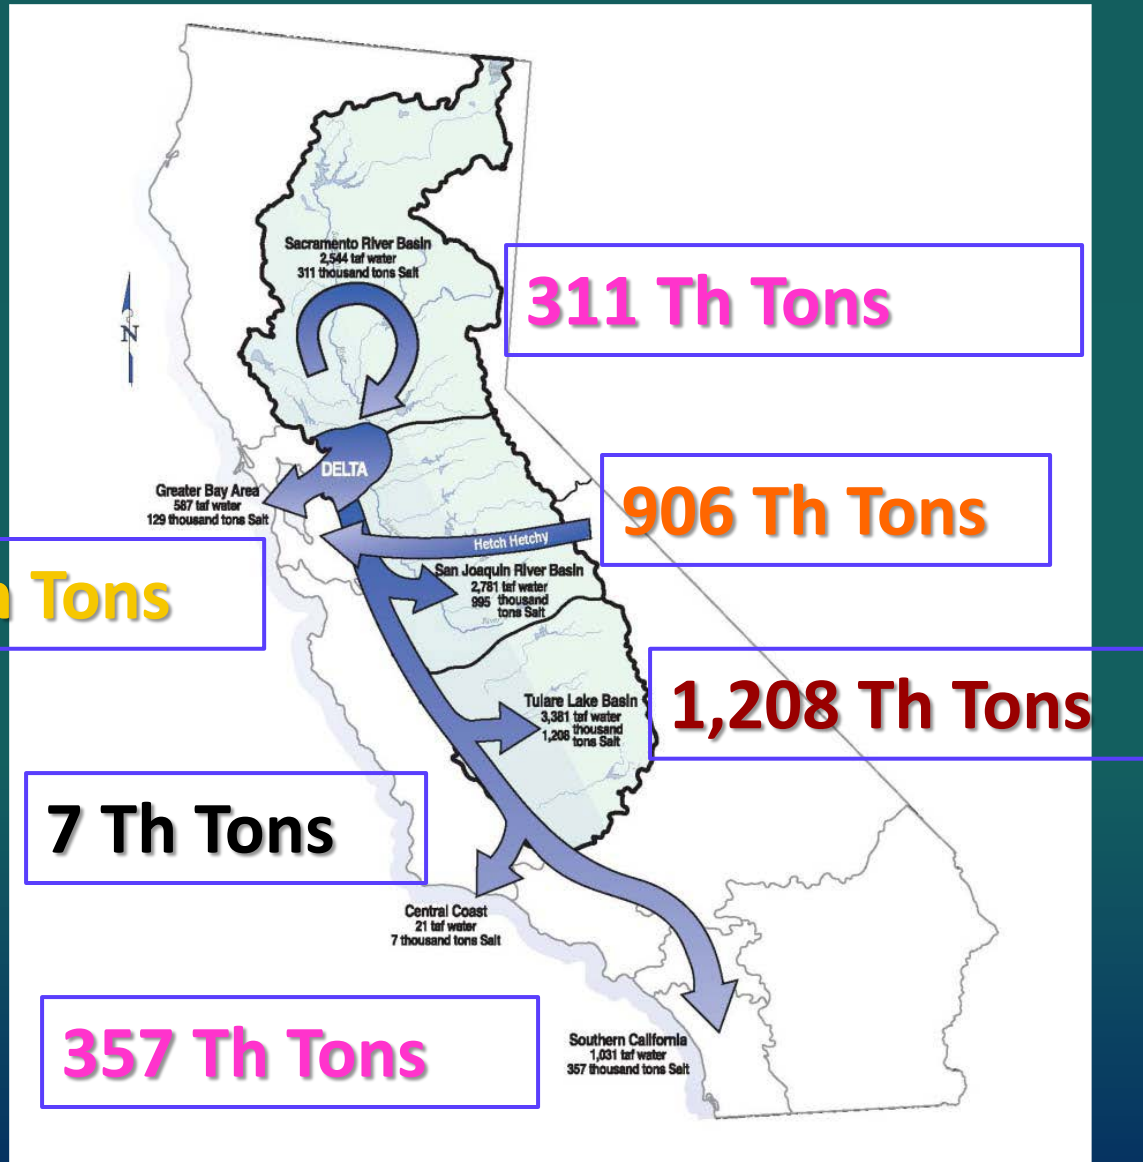 Sacramento River Basin
2,544 taf water
311 thousand tons Salt
311 Th Tons
N
DELTA
Greater Bay Area
587 taf water
129 thousand tons Salt
906 Th Tons
Hetch Hetchy
Tons
San Joaquin River Basin
2,781 taf water
995 thousand
tons Salt
River
Tulare Lake Basin
3,381 taf water
1,208 thousand
tons Salt
1,208 Th Tons
7 Th Tons
Central Coast
21 taf water
7 thousand tons Salt
357 Th Tons
Southern California
1,031 taf water
357 thousand tons Salt